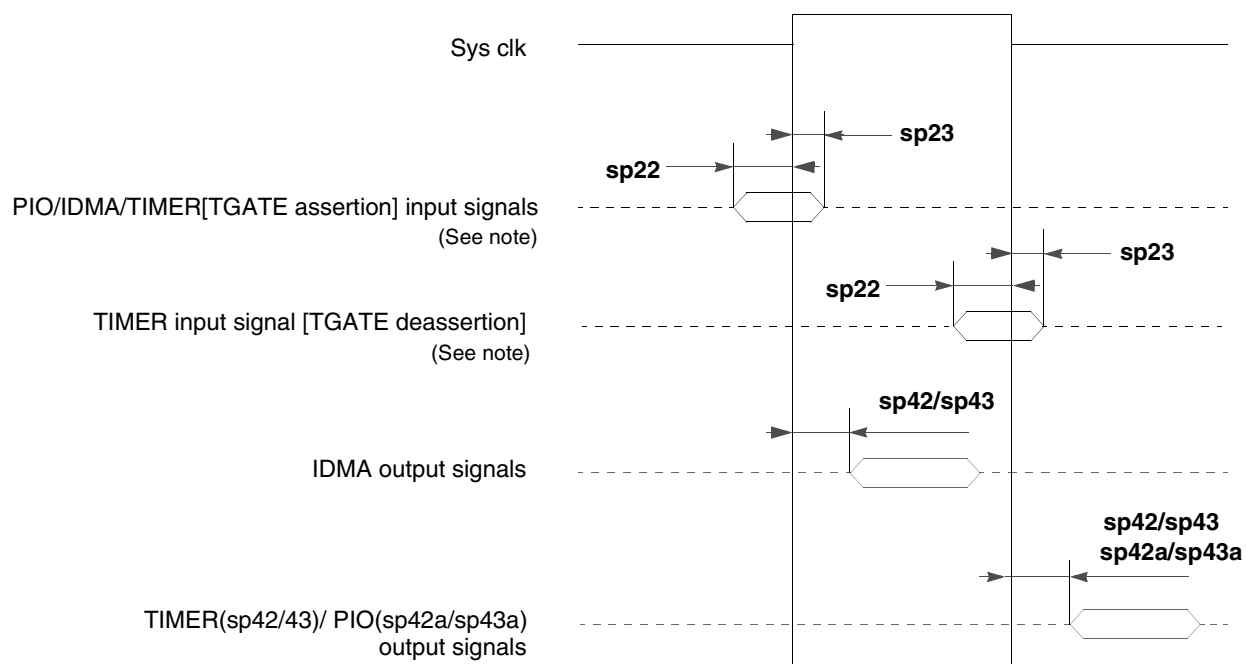 Sys clk
sp23
sp22
PIO/IDMA/TIMER[TGATE assertion] input signals
(See note)
sp23
sp22
TIMER input signal [TGATE deassertion]
(See note)
sp42/sp43
IDMA output signals
sp42/sp43
sp42a/sp43a
TIMER(sp42/43)/ PIO(sp42a/sp43a)
output signals